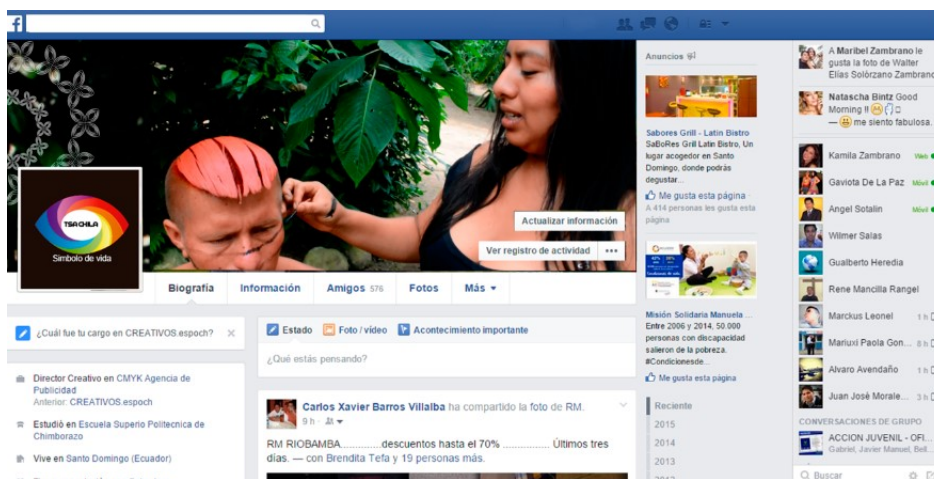 f
TSACHILA
Símbolo de vida
Actualizar información
Ver registro de actividad
Biografía
Información
Amigos 576
Fotos
Más
¿Cuál fue tu cargo en CREATIVOS.espoch?
Director Creativo en CMYK Agencia de
Publicidad
Anterior: CREATIVOS.espoch
Estudió en Escuela Superio Politecnica de
Chimborazo
Vive en Santo Domingo (Ecuador)
Estado
Foto / vídeo
Acontecimiento importante
¿Qué estás pensando?
Carlos Xavier Barros Villalba ha compartido la foto de RM.
9 h ·
RM RIOBAMBA..............descuentos hasta el 70% ............... Últimos tres
días. — con Brendita Tefa y 19 personas más.
Anuncios
Sabores Grill - Latin Bistro
SaBoRes Grill Latin Bistro, Un
lugar acogedor en Santo
Domingo, donde podrás
degustar...
Me gusta esta página ·
A 414 personas les gusta esta
página
Misión Solidaria Manuela ...
Entre 2006 y 2014, 50.000
personas con discapacidad
salieron de la pobreza.
#Condicionesde...
Me gusta esta página
Reciente
2015
2014
2013
A Maribel Zambrano le
gusta la foto de Walter
Elías Solórzano Zambrano
Natascha Bintz Good
Morning !!
— me siento fabulosa.
Kamila Zambrano Web
Gaviota De La Paz Móvil
Angel Sotalin Móvil
Wilmer Salas
Gualberto Heredia
Rene Mancilla Rangel
Marckus Leonel 1 h
Mariuxi Paola Gon... 8 h
Alvaro Avendaño 1 h
Juan José Morale... 3 h
CONVERSACIONES DE GRUPO
ACCION JUVENIL - OFI...
Gabriel, Javier Manuel, Bell...
Buscar